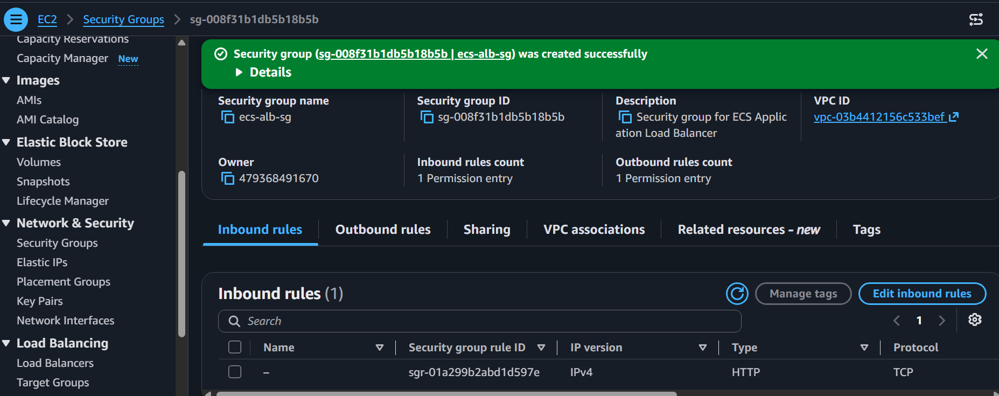 EC2 > Security Groups > sg-008f31b1db5b18b5b
Capacity Reservations
Capacity Manager New
Images
AMIs
AMI Catalog
Elastic Block Store
Volumes
Snapshots
Lifecycle Manager
Network & Security
Security Groups
Elastic IPs
Placement Groups
Key Pairs
Network Interfaces
Load Balancing
Load Balancers
Target Groups
Security group (sg-008f31b1db5b18b5b | ecs-alb-sg) was created successfully
Details
Security group name
ecs-alb-sg
Security group ID
sg-008f31b1db5b18b5b
Description
Security group for ECS Applic
ation Load Balancer
VPC ID
vpc-03b4412156c533bef
Owner
479368491670
Inbound rules count
1 Permission entry
Outbound rules count
1 Permission entry
Inbound rules Outbound rules Sharing VPC associations Related resources - new Tags
Inbound rules (1)
Manage tags
Edit inbound rules
Search
1
Name Security group rule ID IP version Type Protocol
– sgr-01a299b2abd1d597e IPv4 HTTP TCP